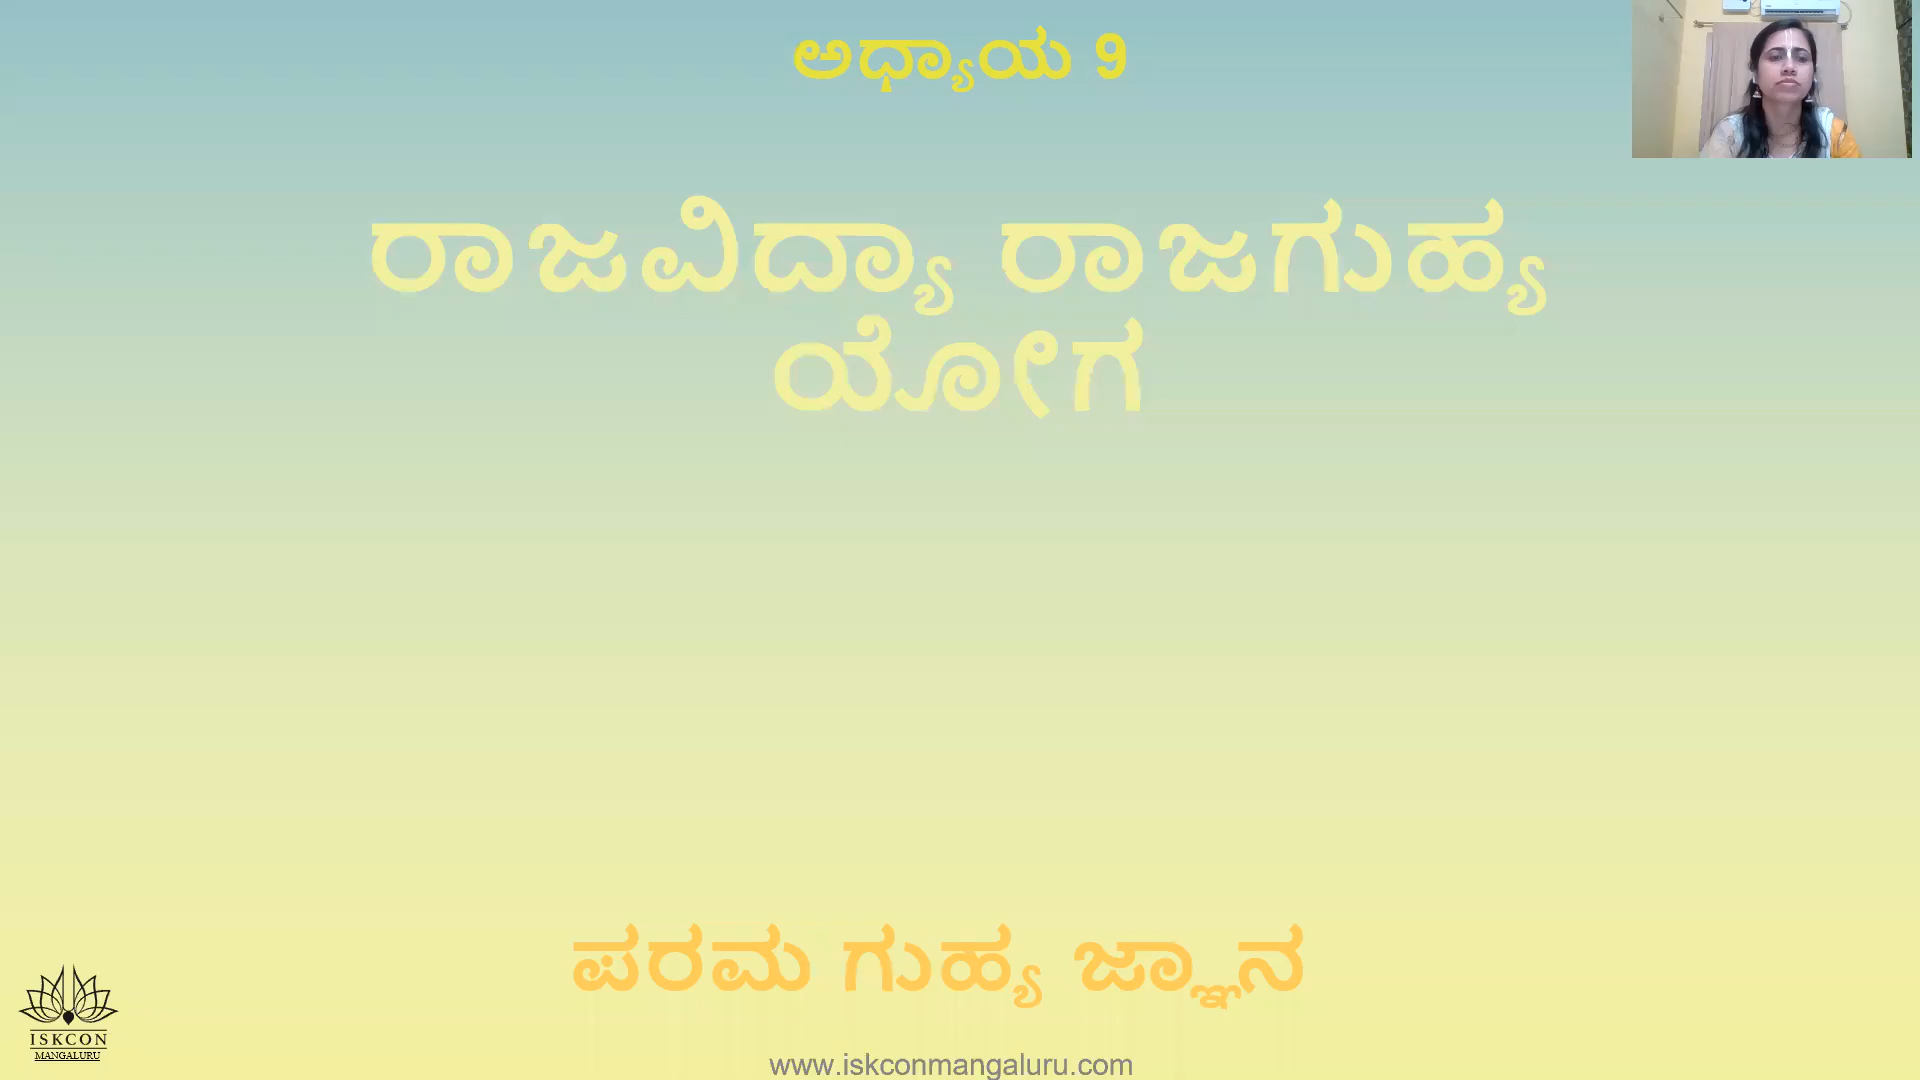 ಅಧ್ಯಾಯ 9
ರಾಜವಿದ್ಯಾ ರಾಜಗುಹ್ಯ
ಯೋಗ
ಪರಮ ಗುಹ್ಯ ಜ್ಞಾನ
ISKCON
MANGALURU
www.iskconmangaluru.com